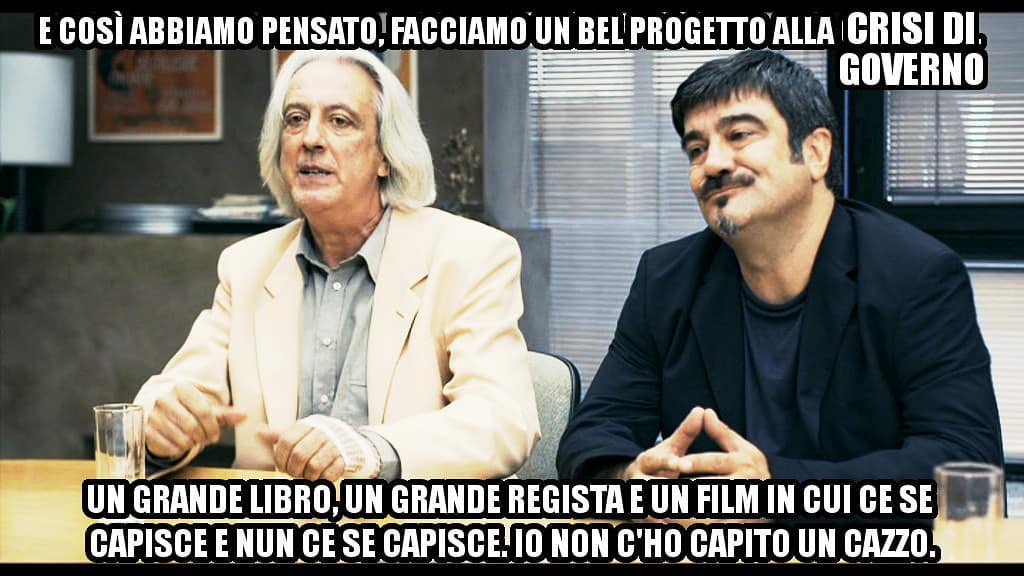 E COSÌ ABBIAMO PENSATO, FACCIAMO UN BEL PROGETTO ALLA CRISI DI
GOVERNO
UN GRANDE LIBRO, UN GRANDE REGISTA E UN FILM IN CUI CE SE
CAPISCE E NUN CE SE CAPISCE. IO NON C'HO CAPITO UN CAZZO.